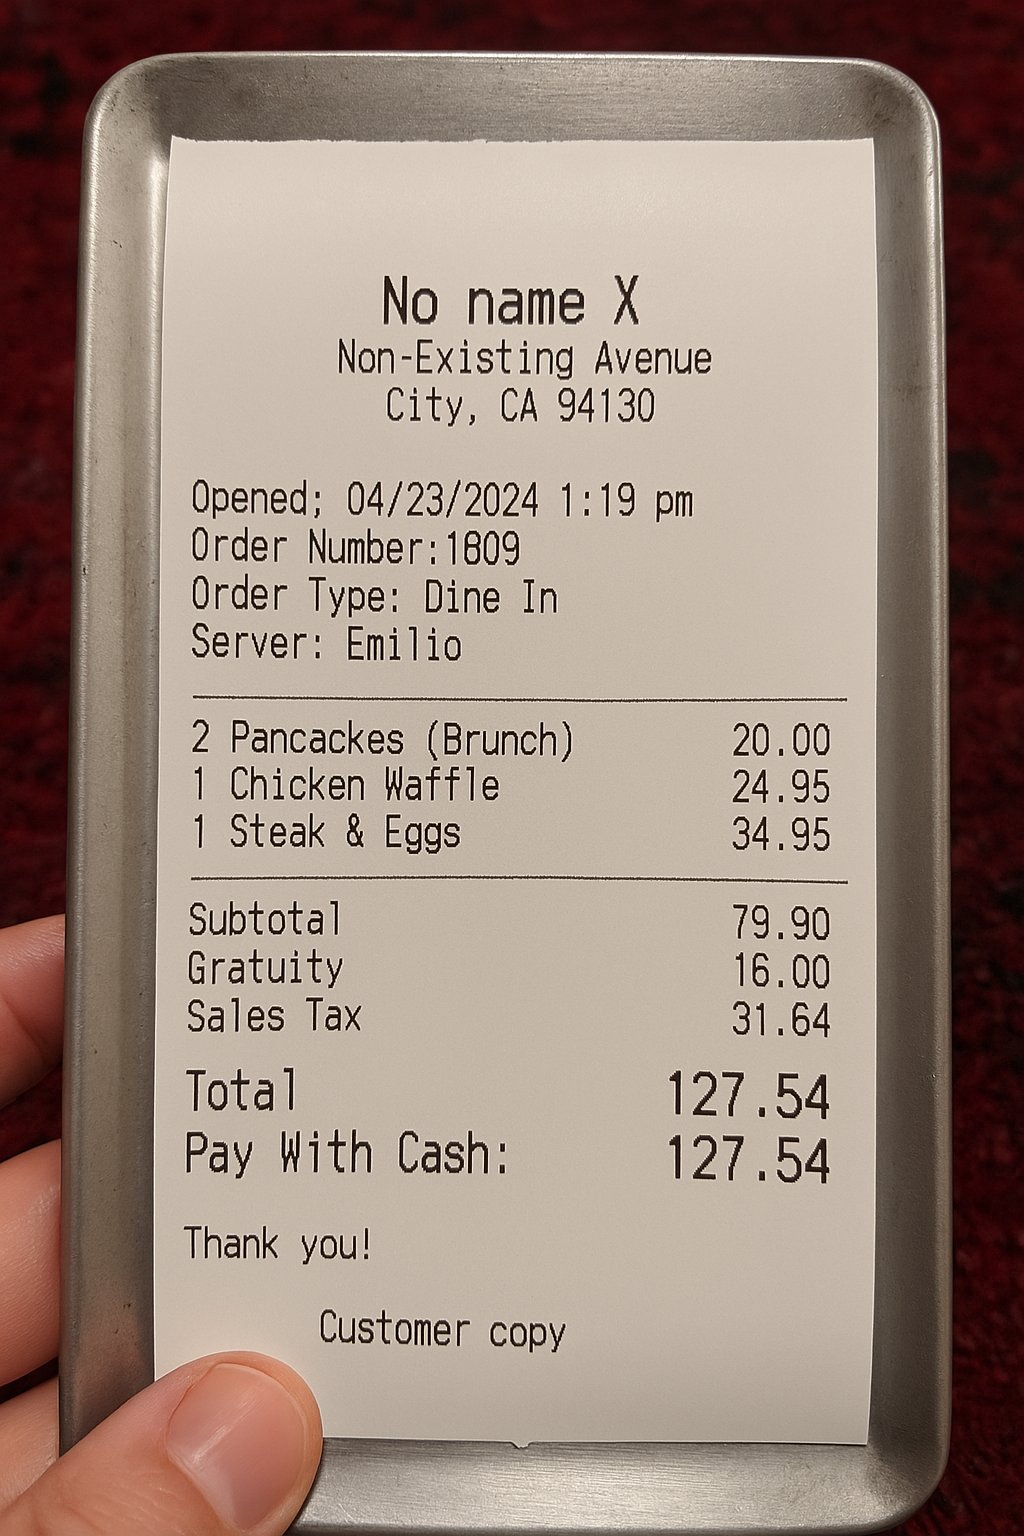 No name X
Non-Existing Avenue
City, CA 94130
Opened; 04/23/2024 1:19 pm
Order Number:1809
Order Type: Dine In
Server: Emilio
2 Pancackes (Brunch) 20.00
1 Chicken Waffle 24.95
1 Steak & Eggs 34.95
Subtotal 79.90
Gratuity 16.00
Sales Tax 31.64
Total 127.54
Pay With Cash: 127.54
Thank you!
Customer copy